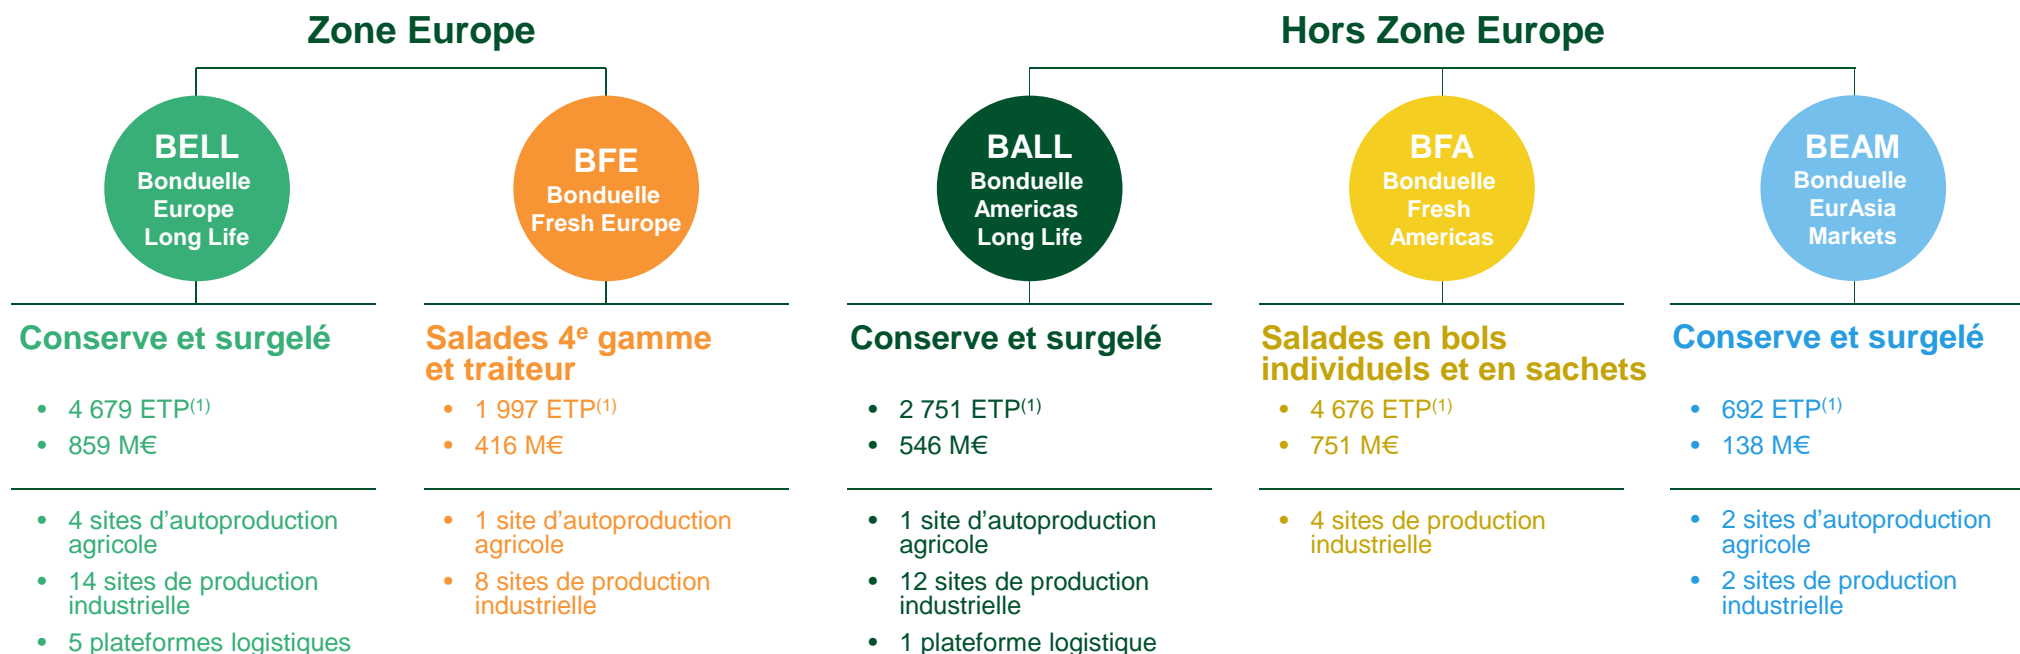 Zone Europe
Hors Zone Europe
BELL
Bonduelle
Europe
Long Life
BFE
Bonduelle
Fresh Europe
BALL
Bonduelle
Americas
Long Life
BFA
Bonduelle
Fresh
Americas
BEAM
Bonduelle
EurAsia
Markets
Conserve et surgelé
• 4 679 ETP(1)
• 859 M€
• 4 sites d’autoproduction
agricole
• 14 sites de production
industrielle
• 5 plateformes logistiques
Salades 4e gamme
et traiteur
• 1 997 ETP(1)
• 416 M€
• 1 site d’autoproduction
agricole
• 8 sites de production
industrielle
Conserve et surgelé
• 2 751 ETP(1)
• 546 M€
• 1 site d’autoproduction
agricole
• 12 sites de production
industrielle
• 1 plateforme logistique
Salades en bols
individuels et en sachets
• 4 676 ETP(1)
• 751 M€
• 4 sites de production
industrielle
Conserve et surgelé
• 692 ETP(1)
• 138 M€
• 2 sites d’autoproduction
agricole
• 2 sites de production
industrielle